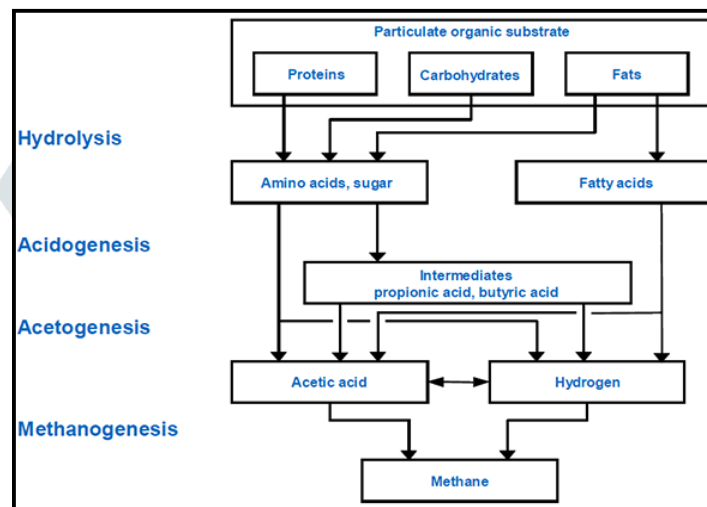 Particulate organic substrate
Proteins
Carbohydrates
Fats
Hydrolysis
Amino acids, sugar
Fatty acids
Acidogenesis
Intermediates
propionic acid, butyric acid
Acetogenesis
Acetic acid
Hydrogen
Methanogenesis
Methane